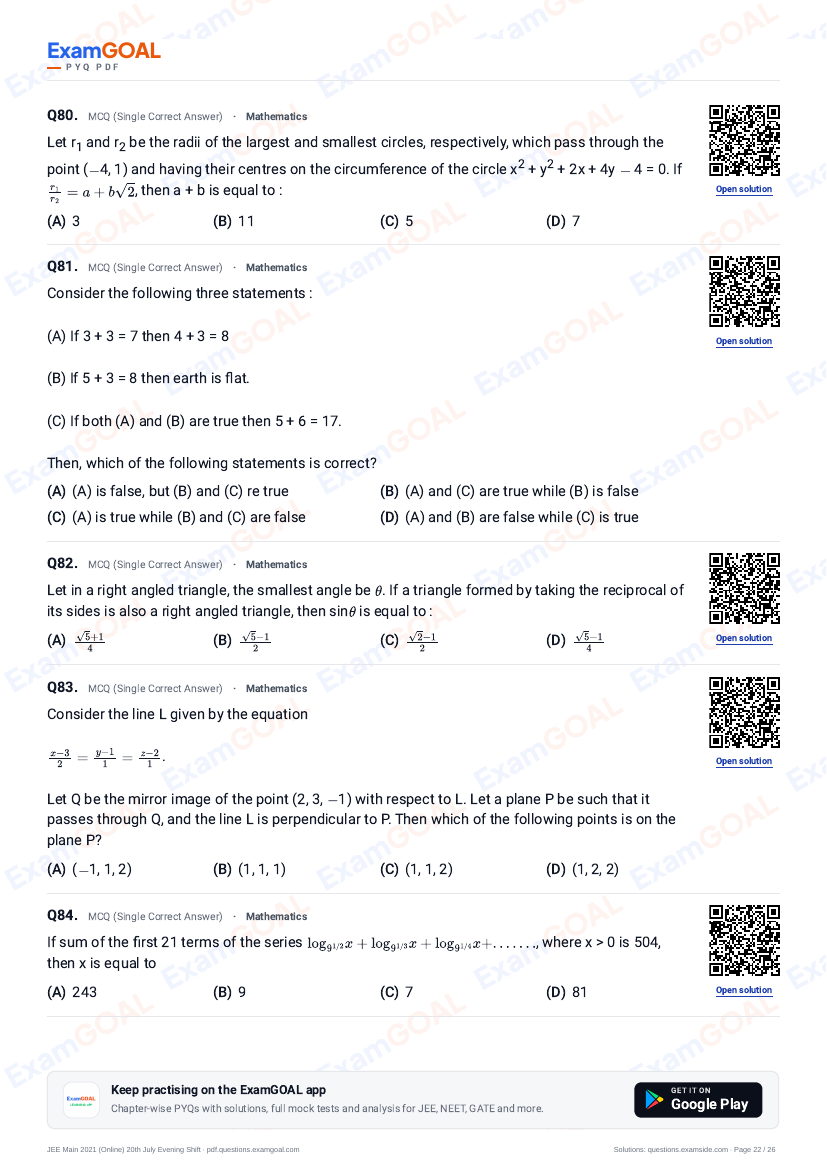 ExamGOAL
PYQ PDF
Q80. MCQ (Single Correct Answer) · Mathematics
Let r₁ and r₂ be the radii of the largest and smallest circles, respectively, which pass through the
point (−4, 1) and having their centres on the circumference of the circle x² + y² + 2x + 4y − 4 = 0. If
r₁/r₂ = a + b√2, then a + b is equal to :
Open solution
(A) 3 (B) 11 (C) 5 (D) 7
Q81. MCQ (Single Correct Answer) · Mathematics
Consider the following three statements :
(A) If 3 + 3 = 7 then 4 + 3 = 8
Open solution
(B) If 5 + 3 = 8 then earth is flat.
(C) If both (A) and (B) are true then 5 + 6 = 17.
Then, which of the following statements is correct?
(A) (A) is false, but (B) and (C) re true (B) (A) and (C) are true while (B) is false
(C) (A) is true while (B) and (C) are false (D) (A) and (B) are false while (C) is true
Q82. MCQ (Single Correct Answer) · Mathematics
Let in a right angled triangle, the smallest angle be θ. If a triangle formed by taking the reciprocal of
its sides is also a right angled triangle, then sinθ is equal to :
(A) (√5+1)/4 (B) (√5−1)/2 (C) (√2−1)/2 (D) (√5−1)/4
Open solution
Q83. MCQ (Single Correct Answer) · Mathematics
Consider the line L given by the equation
(x−3)/2 = (y−1)/1 = (z−2)/1.
Open solution
Let Q be the mirror image of the point (2, 3, −1) with respect to L. Let a plane P be such that it
passes through Q, and the line L is perpendicular to P. Then which of the following points is on the
plane P?
(A) (−1, 1, 2) (B) (1, 1, 1) (C) (1, 1, 2) (D) (1, 2, 2)
Q84. MCQ (Single Correct Answer) · Mathematics
If sum of the first 21 terms of the series log_{9^{1/2}} x + log_{9^{1/3}} x + log_{9^{1/4}} x + . . . . . . ., where x > 0 is 504,
then x is equal to
(A) 243 (B) 9 (C) 7 (D) 81
Open solution
Keep practising on the ExamGOAL app
Chapter-wise PYQs with solutions, full mock tests and analysis for JEE, NEET, GATE and more.
GET IT ON
Google Play
JEE Main 2021 (Online) 20th July Evening Shift · pdf.questions.examgoal.com
Solutions: questions.examside.com · Page 22 / 26